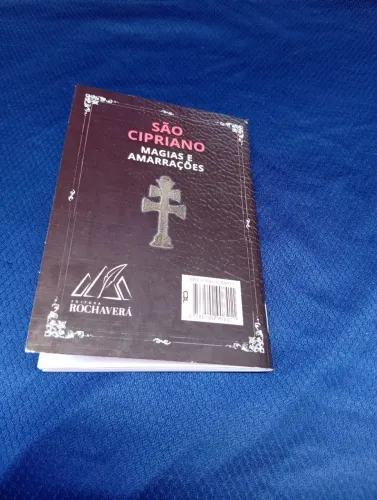 SÃO
CIPRIANO
MAGIAS E
AMARRAÇÕES
EDITORA
ROCHAVERÁ